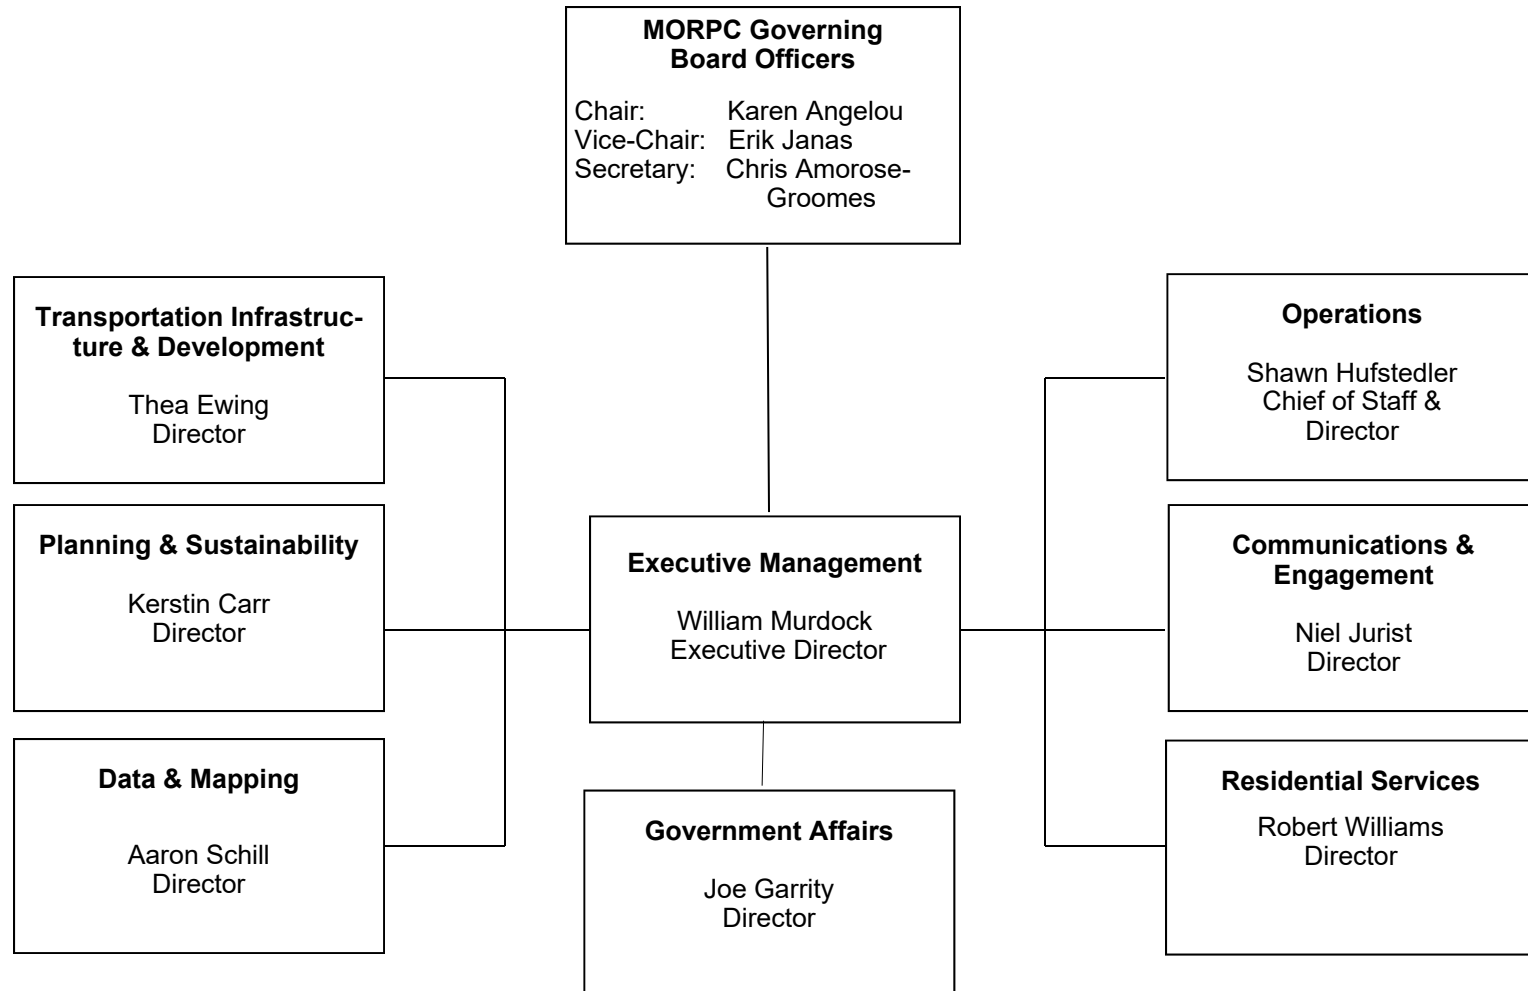 MORPC Governing
Board Officers
Chair: Karen Angelou
Vice-Chair: Erik Janas
Secretary: Chris Amorose-
Groomes
Transportation Infrastruc-
ture & Development
Thea Ewing
Director
Operations
Shawn Hufstedler
Chief of Staff &
Director
Planning & Sustainability
Kerstin Carr
Director
Executive Management
William Murdock
Executive Director
Communications &
Engagement
Niel Jurist
Director
Data & Mapping
Aaron Schill
Director
Government Affairs
Joe Garrity
Director
Residential Services
Robert Williams
Director